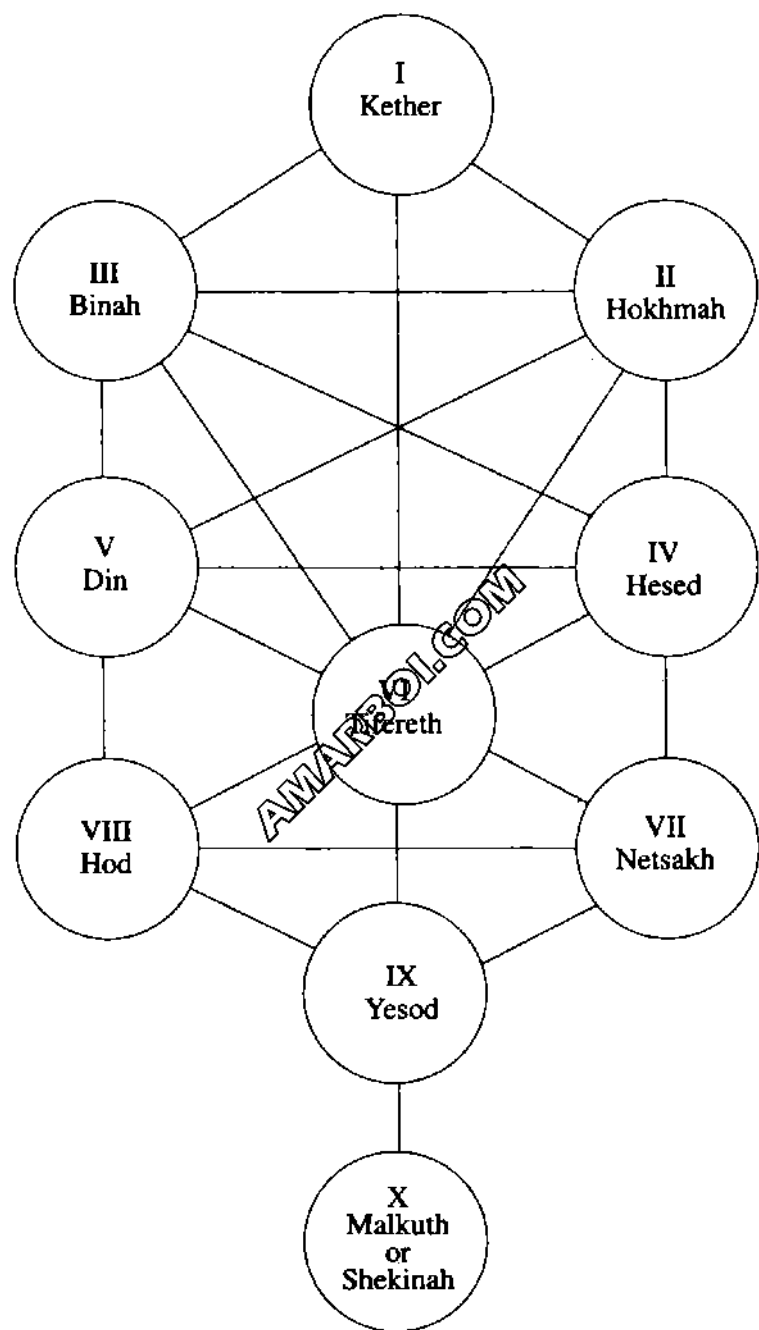 I
Kether
III
Binah
II
Hokhmah
V
Din
IV
Hesed
VI
Tifereth
AMARBOI.COM
VIII
Hod
VII
Netsakh
IX
Yesod
X
Malkuth
or
Shekinah